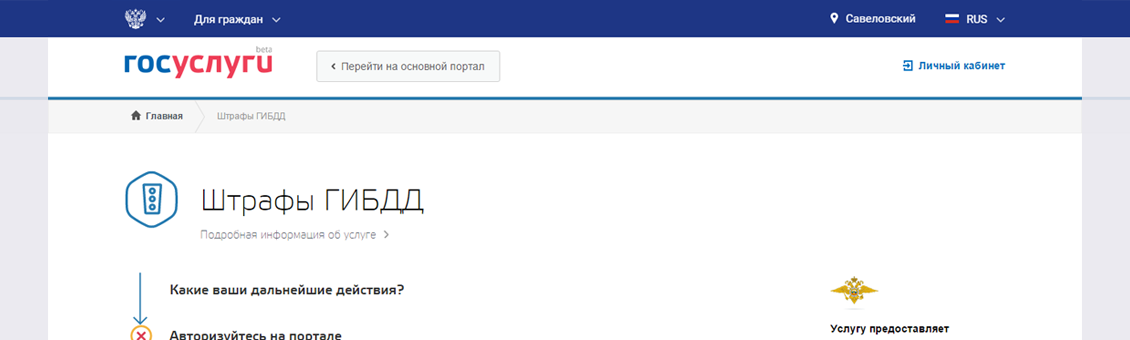 Для граждан
Савеловский
RUS
beta
госуслуги
Перейти на основной портал
Личный кабинет
Главная
Штрафы ГИБДД
Штрафы ГИБДД
Подробная информация об услуге
Какие ваши дальнейшие действия?
Авторизуйтесь на портале
Услугу предоставляет